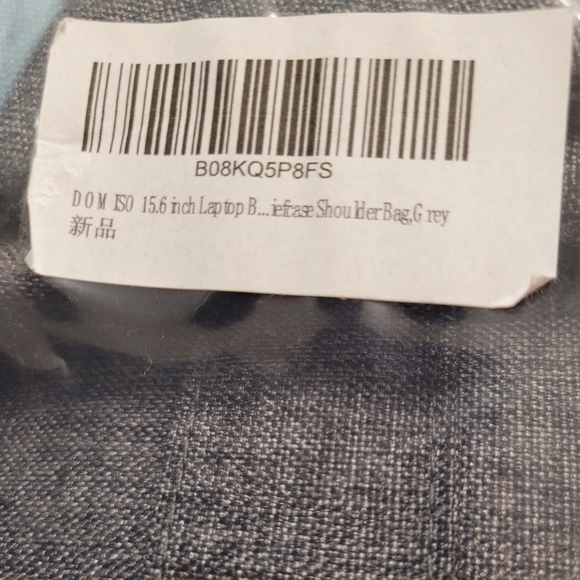 B08KQ5P8FS
DOMISO 15.6 inch Laptop B...iefcase Shoulder Bag,Grey
新品